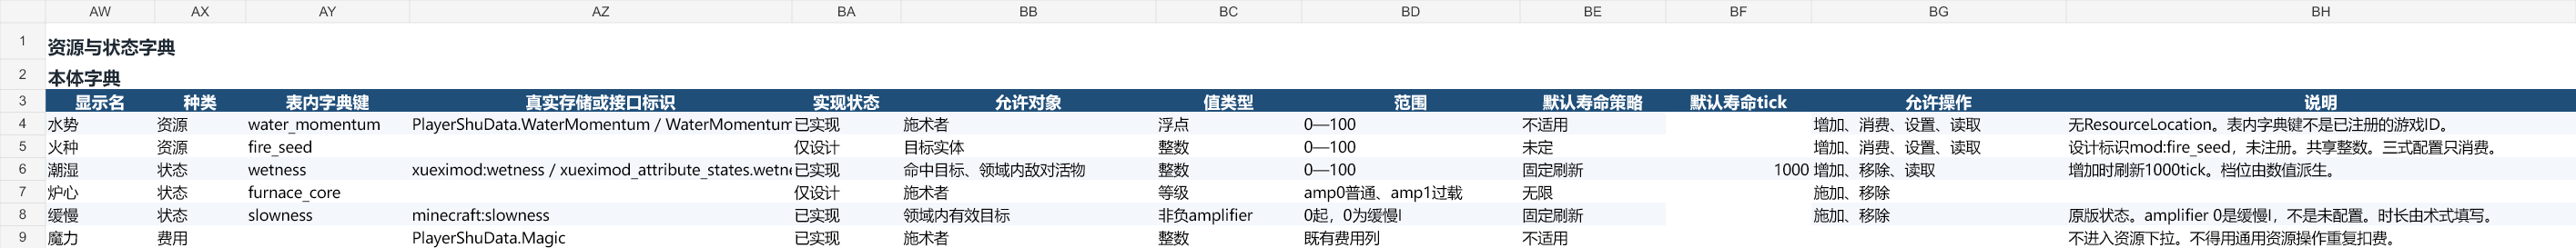 AW AX AY AZ BA BB BC BD BE BF BG BH
1 资源与状态字典
2 本体字典
3 显示名 种类 表内字典键 真实存储或接口标识 实现状态 允许对象 值类型 范围 默认寿命策略 默认寿命tick 允许操作 说明
4 水势 资源 water_momentum PlayerShuData.WaterMomentum / WaterMomentum 已实现 施术者 浮点 0—100 不适用 增加、消费、设置、读取 无ResourceLocation。表内字典键不是已注册的游戏ID。
5 火种 资源 fire_seed 仅设计 目标实体 整数 0—100 未定 增加、消费、设置、读取 设计标识mod:fire_seed，未注册。共享整数。三式配置只消费。
6 潮湿 状态 wetness xueximod:wetness / xueximod_attribute_states.wetne 已实现 命中目标、领域内敌对活物 整数 0—100 固定刷新 1000 增加、移除、读取 增加时刷新1000tick。档位由数值派生。
7 炉心 状态 furnace_core 仅设计 施术者 等级 amp0普通、amp1过载 无限 施加、移除
8 缓慢 状态 slowness minecraft:slowness 已实现 领域内有效目标 非负amplifier 0起，0为缓慢I 固定刷新 施加、移除 原版状态。amplifier 0是缓慢I，不是未配置。时长由术式填写。
9 魔力 费用 PlayerShuData.Magic 已实现 施术者 整数 既有费用列 不适用 不进入资源下拉。不得用通用资源操作重复扣费。